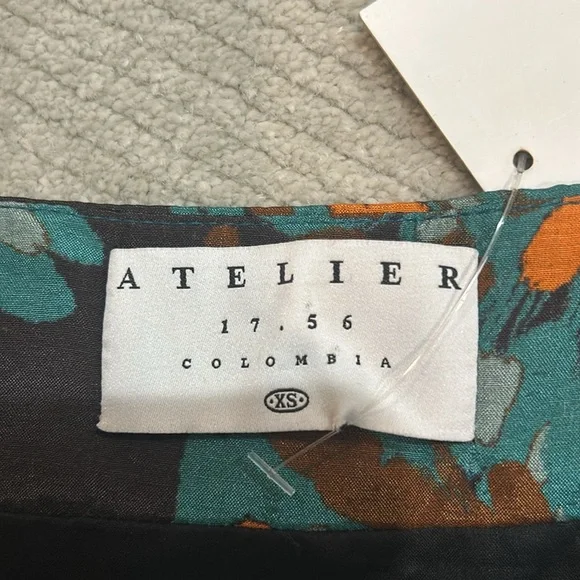 ATELIER
17.56
COLOMBIA
·XS·